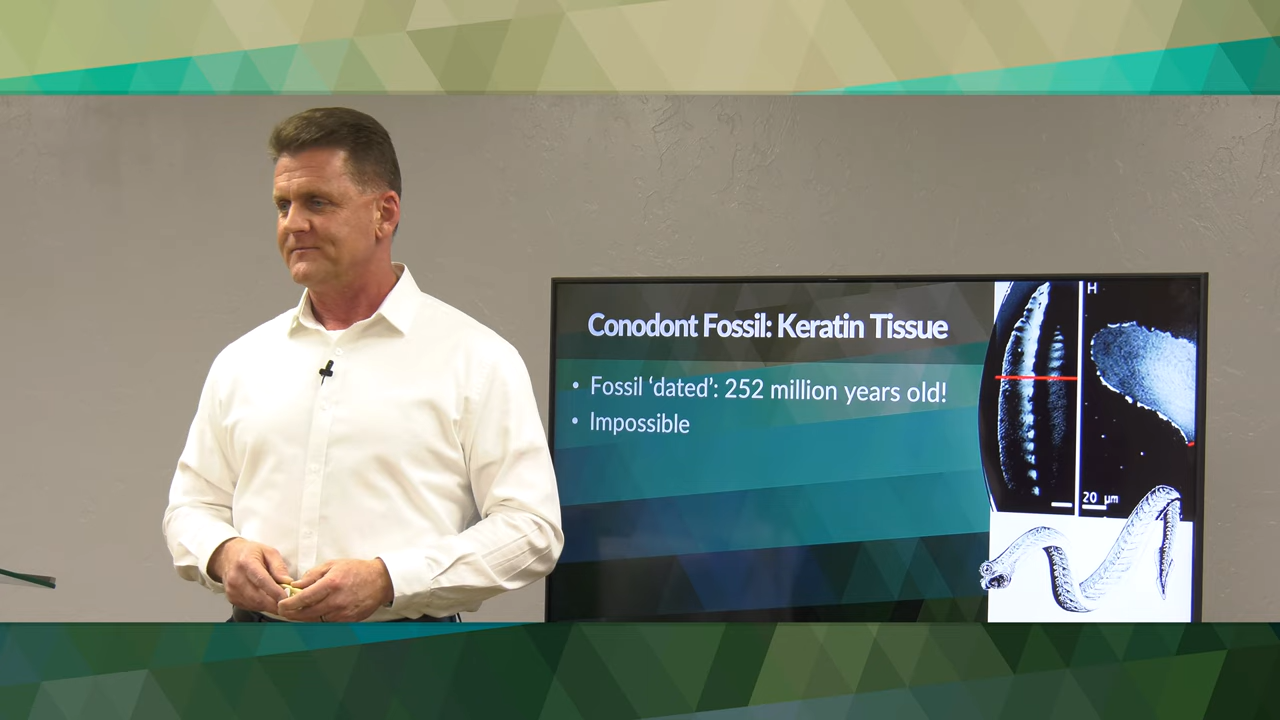 Conodont Fossil: Keratin Tissue
• Fossil ‘dated’: 252 million years old!
• Impossible
H
20 µm